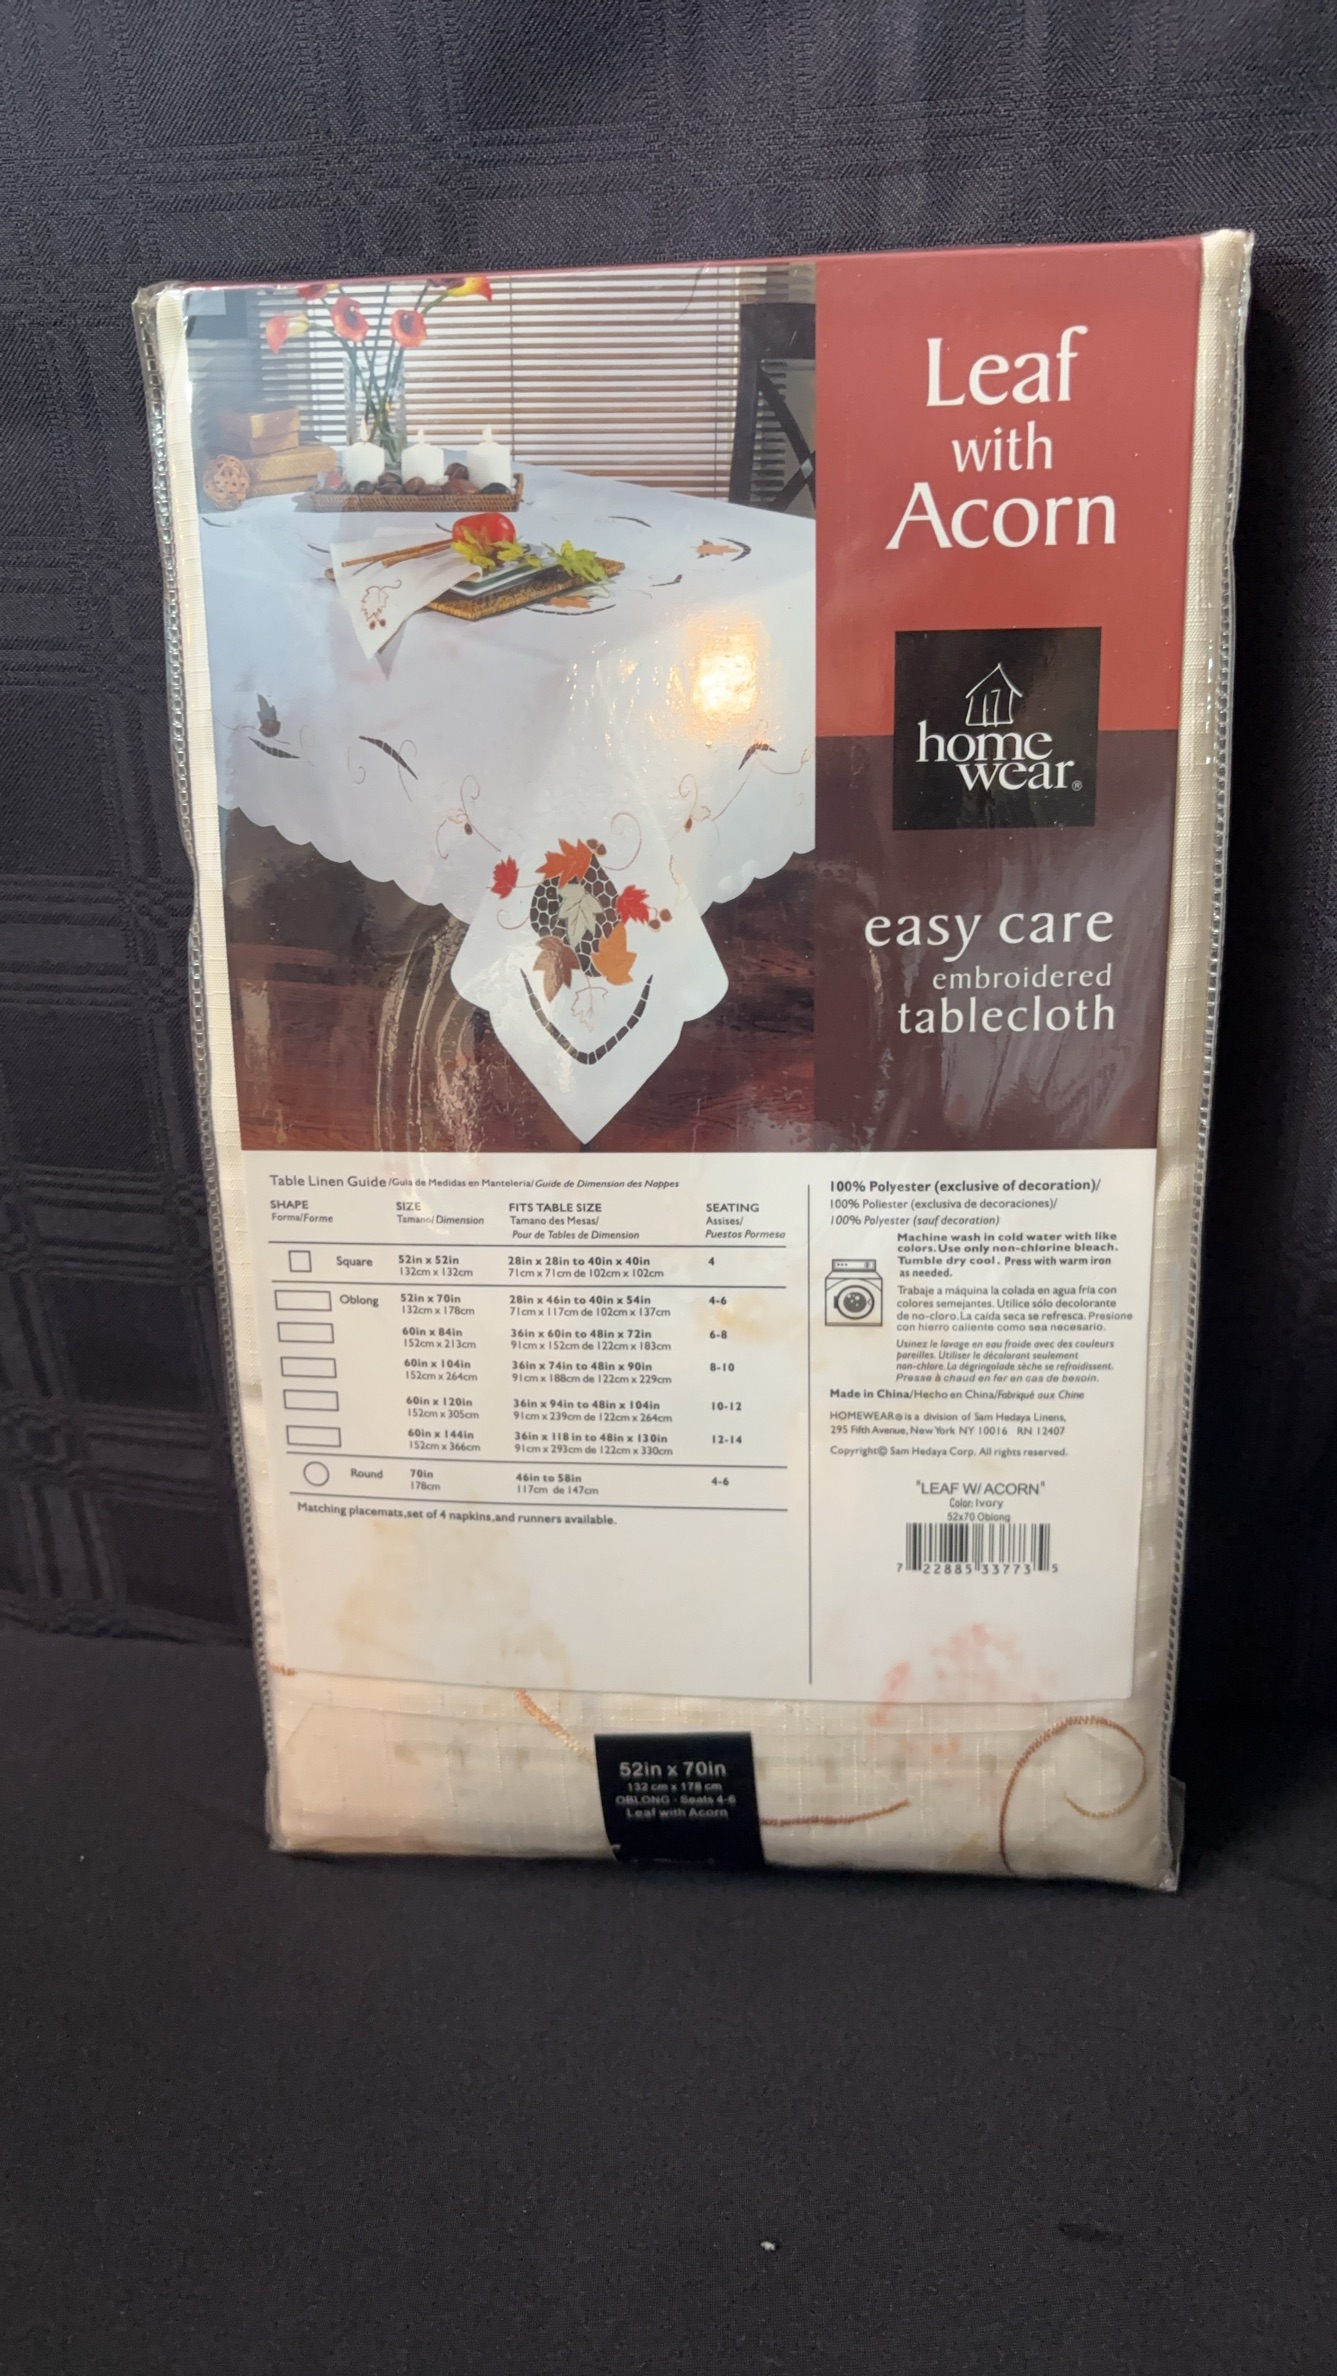 Leaf
with
Acorn
home
wear®
easy care
embroidered
tablecloth
Table Linen Guide/Guia de Medidas en Manteleria/Guide de Dimension des Nappes
SHAPE SIZE FITS TABLE SIZE SEATING
Forma/Forme Tamano/Dimension Tamano des Mesas/ Assises/
Pour de Tables de Dimension Puestos Pormesa
Square 52in x 52in 28in x 28in to 40in x 40in 4
132cm x 132cm 71cm x 71cm de 102cm x 102cm
Oblong 52in x 70in 28in x 46in to 40in x 54in 4-6
132cm x 178cm 71cm x 117cm de 102cm x 137cm
60in x 84in 36in x 60in to 48in x 72in 6-8
152cm x 213cm 91cm x 152cm de 122cm x 183cm
60in x 104in 36in x 74in to 48in x 90in 8-10
152cm x 264cm 91cm x 188cm de 122cm x 229cm
60in x 120in 36in x 94in to 48in x 104in 10-12
152cm x 305cm 91cm x 239cm de 122cm x 264cm
60in x 144in 36in x 118 in to 48in x 130in 12-14
152cm x 366cm 91cm x 293cm de 122cm x 330cm
Round 70in 46in to 58in 4-6
178cm 117cm de 147cm
Matching placemats,set of 4 napkins,and runners available.
100% Polyester (exclusive of decoration)/
100% Poliester (exclusiva de decoraciones)/
100% Polyester (sauf decoration)
Machine wash in cold water with like
colors. Use only non-chlorine bleach.
Tumble dry cool. Press with warm iron
as needed.
Trabaje a máquina la colada en agua fría con
colores semejantes. Utilice sólo decolorante
de no-cloro. La caída seca se refresca. Presione
con hierro caliente como sea necesario.
Usinez le lavage en eau froide avec des couleurs
pareilles. Utiliser le décolorant seulement
non-chlore. La dégringolade sèche se refroidissent.
Presse à chaud en fer en cas de besoin.
Made in China/Hecho en China/Fabriqué aux Chine
HOMEWEAR® is a division of Sam Hedaya Linens,
295 Fifth Avenue, New York NY 10016 RN 12407
Copyright© Sam Hedaya Corp. All rights reserved.
"LEAF W/ ACORN"
Color: Ivory
52x70 Oblong
7 22885 33773 5
52in x 70in
132 cm x 178 cm
OBLONG - Seats 4-6
Leaf with Acorn